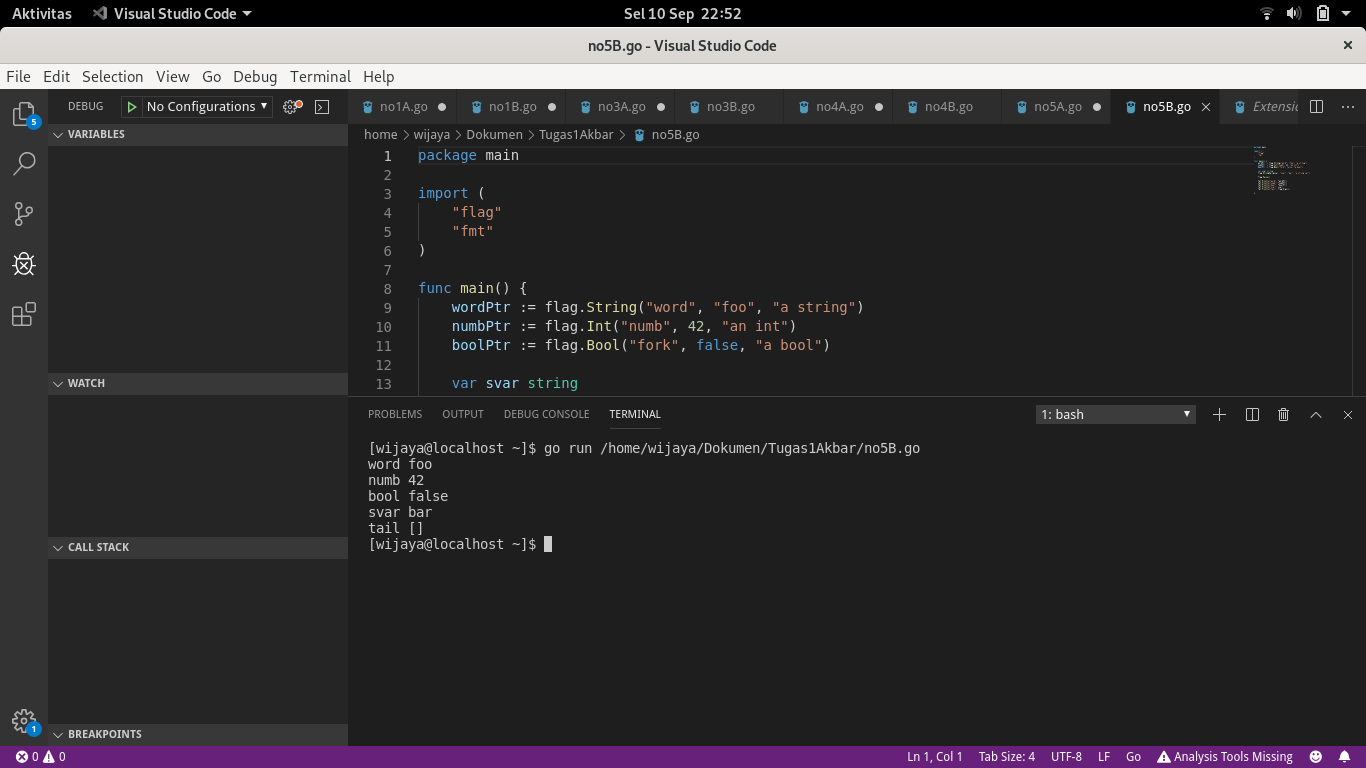 Aktivitas Visual Studio Code Sel 10 Sep 22:52
no5B.go - Visual Studio Code
File Edit Selection View Go Debug Terminal Help
DEBUG No Configurations no1A.go no1B.go no3A.go no3B.go no4A.go no4B.go no5A.go no5B.go
5
VARIABLES
home > wijaya > Dokumen > Tugas1Akbar > no5B.go
1 package main
2
3 import (
4 "flag"
5 "fmt"
6 )
7
8 func main() {
9 wordPtr := flag.String("word", "foo", "a string")
10 numbPtr := flag.Int("numb", 42, "an int")
11 boolPtr := flag.Bool("fork", false, "a bool")
12
13 var svar string
WATCH
PROBLEMS OUTPUT DEBUG CONSOLE TERMINAL 1: bash
[wijaya@localhost ~]$ go run /home/wijaya/Dokumen/Tugas1Akbar/no5B.go
word foo
numb 42
bool false
svar bar
tail []
[wijaya@localhost ~]$
CALL STACK
1
BREAKPOINTS
0 0 Ln 1, Col 1 Tab Size: 4 UTF-8 LF Go Analysis Tools Missing